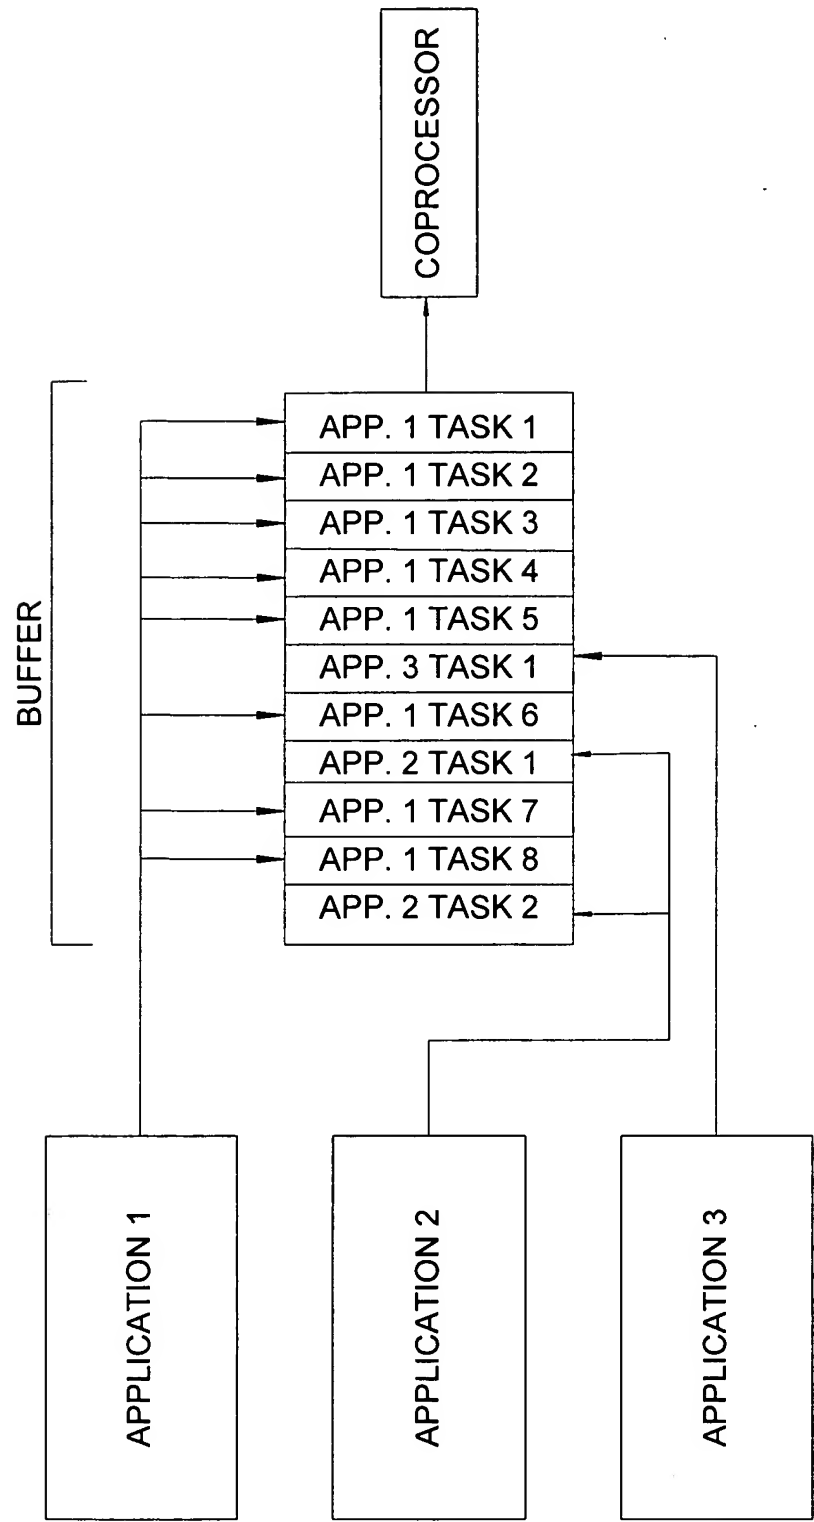 COPROCESSOR
BUFFER
APP. 1 TASK 1
APP. 1 TASK 2
APP. 1 TASK 3
APP. 1 TASK 4
APP. 1 TASK 5
APP. 3 TASK 1
APP. 1 TASK 6
APP. 2 TASK 1
APP. 1 TASK 7
APP. 1 TASK 8
APP. 2 TASK 2
APPLICATION 1
APPLICATION 2
APPLICATION 3